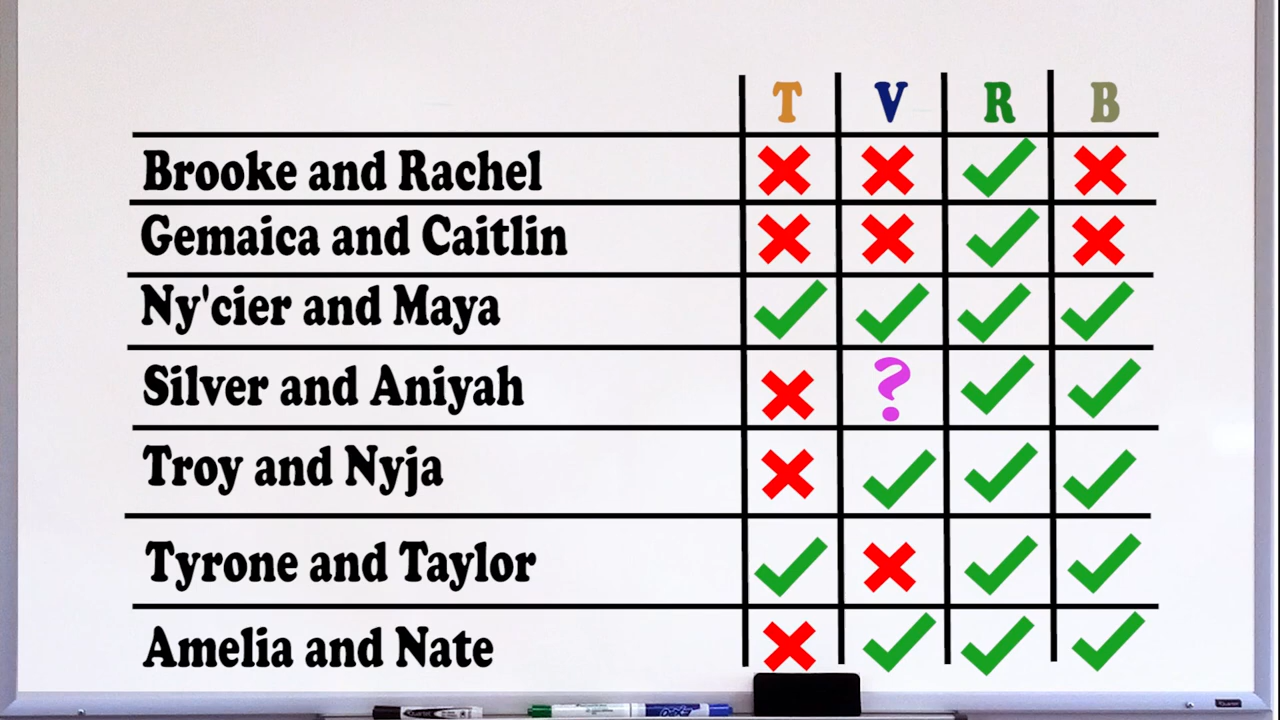 T V R B
Brooke and Rachel ❌ ❌ ✔ ❌
Gemaica and Caitlin ❌ ❌ ✔ ❌
Ny'cier and Maya ✔ ✔ ✔ ✔
Silver and Aniyah ❌ ? ✔ ✔
Troy and Nyja ❌ ✔ ✔ ✔
Tyrone and Taylor ✔ ❌ ✔ ✔
Amelia and Nate ❌ ✔ ✔ ✔